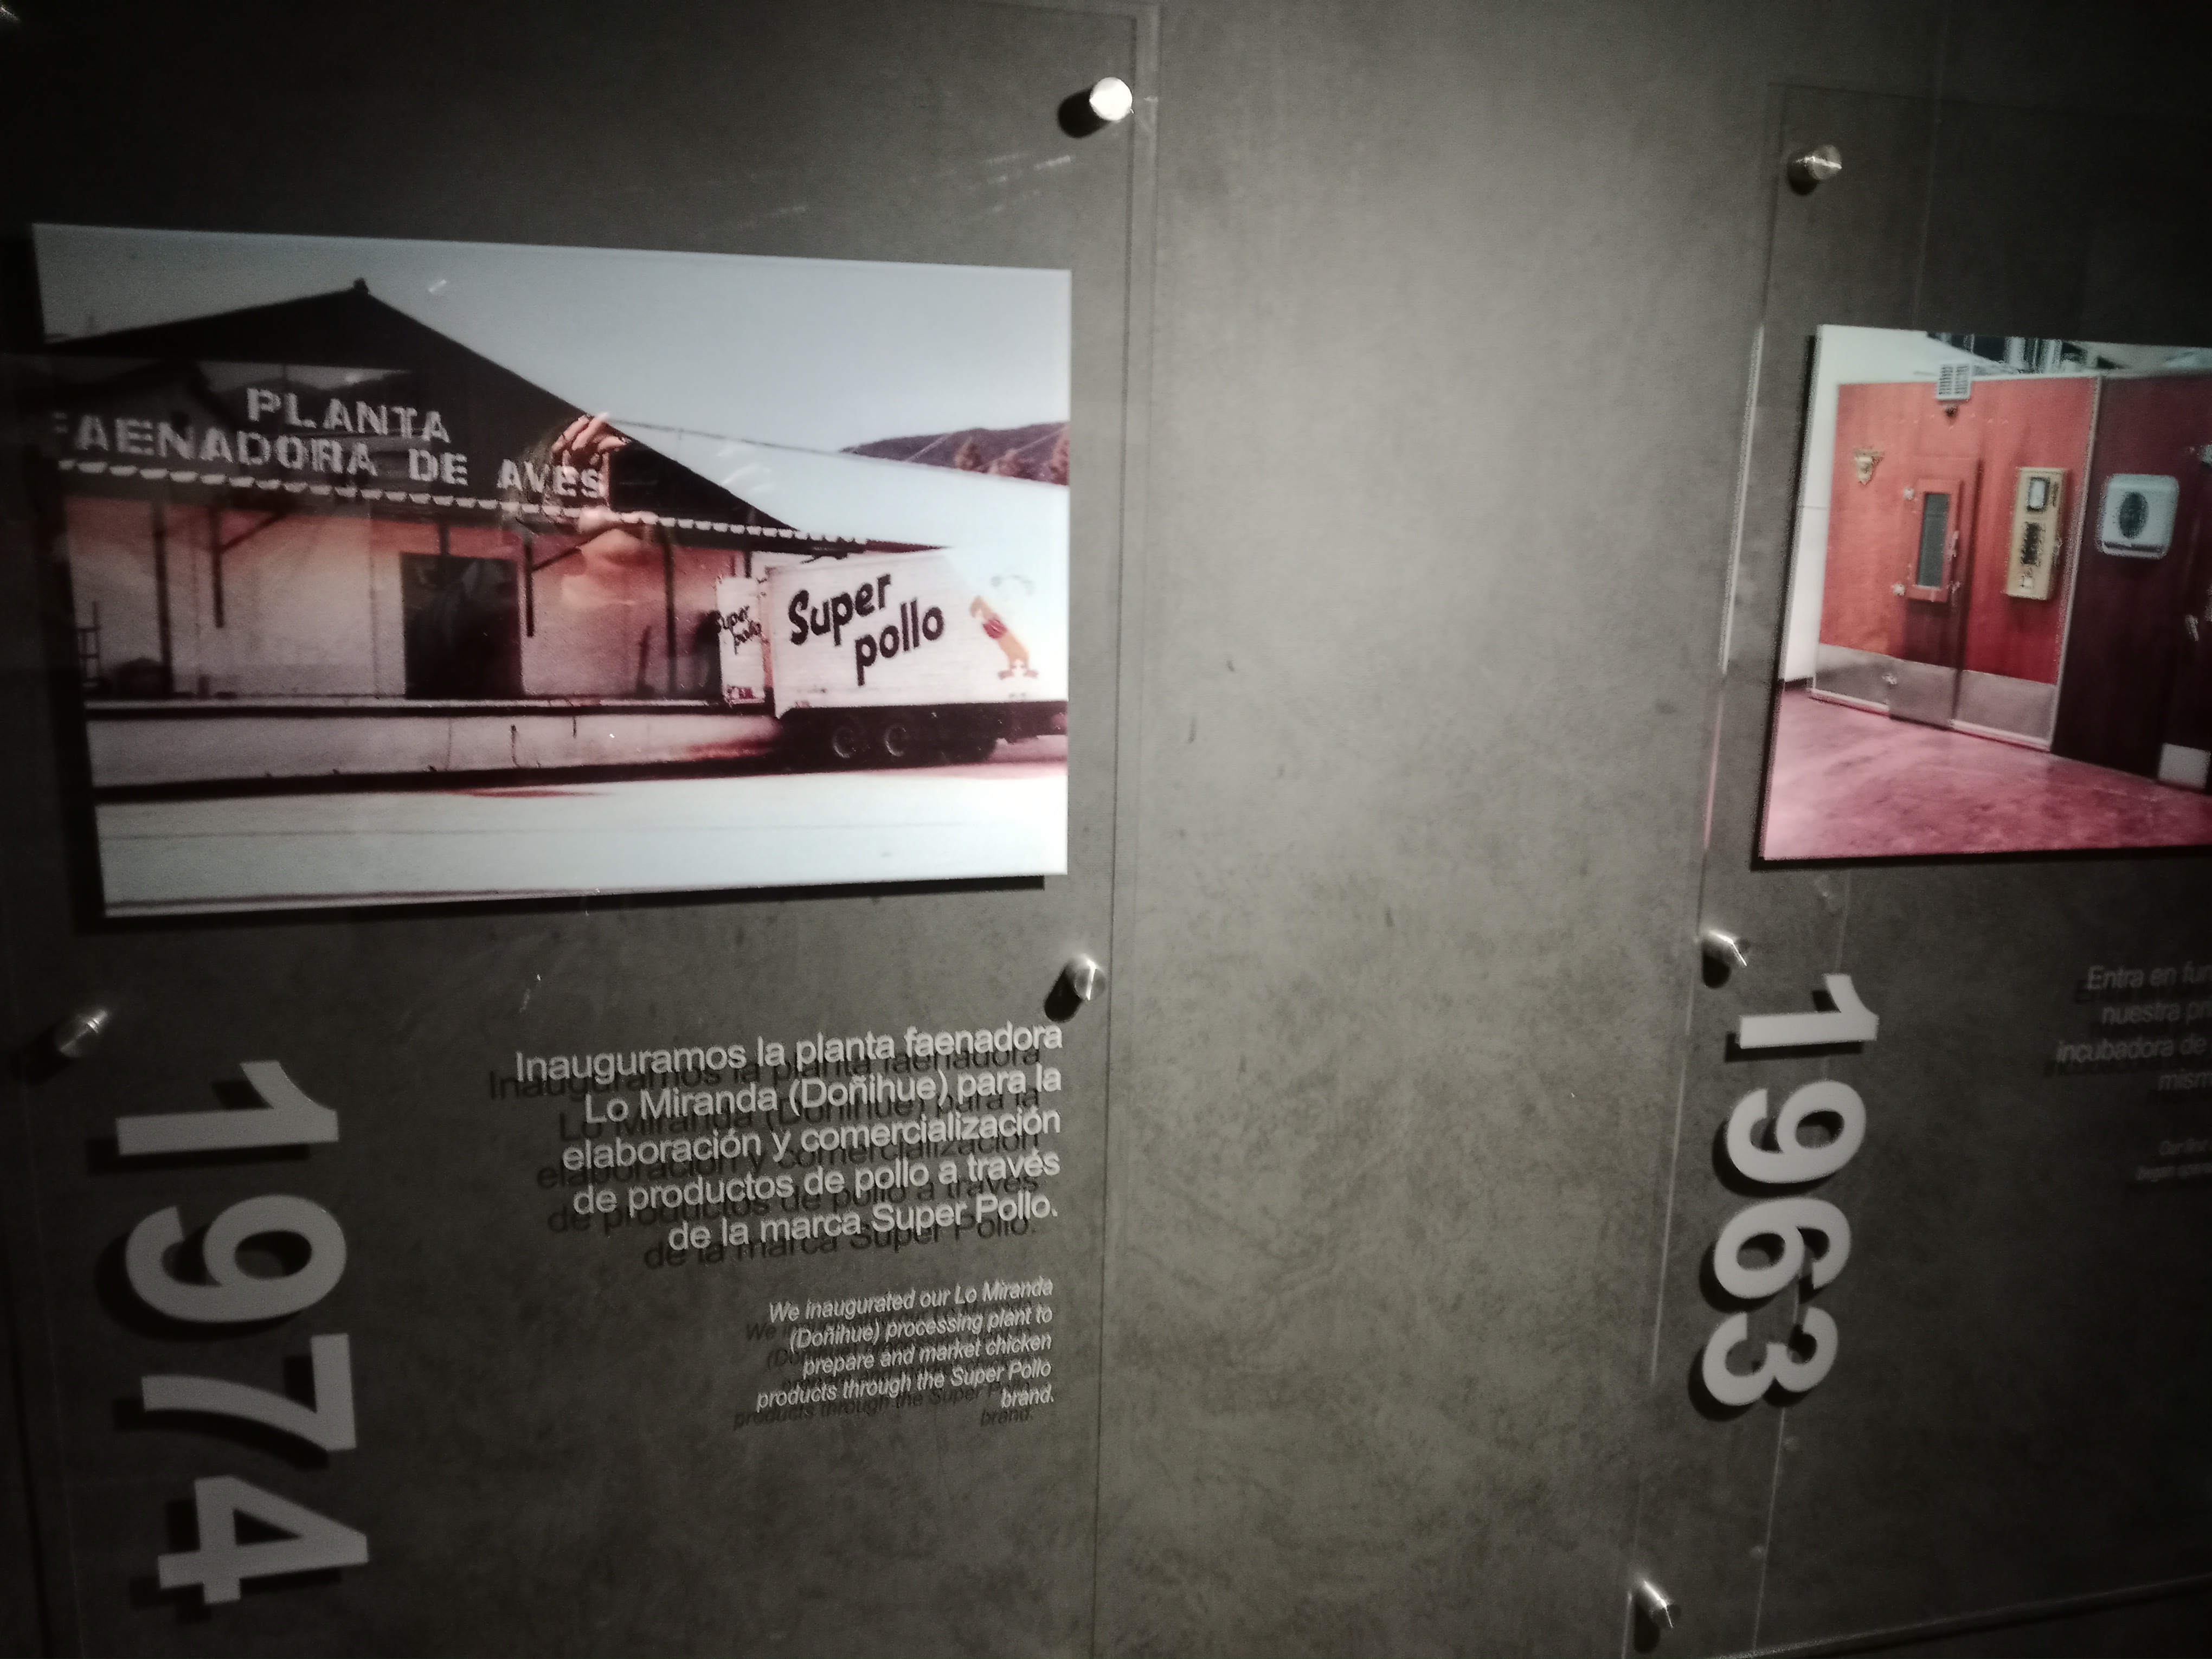 PLANTA
FAENADORA DE AVES
Super
pollo
Super
pollo
1974
Inauguramos la planta faenadora
Lo Miranda (Doñihue) para la
elaboración y comercialización
de productos de pollo a través
de la marca Super Pollo.
We inaugurated our Lo Miranda
(Doñihue) processing plant to
prepare and market chicken
products through the Super Pollo
brand.
1963
Entra en
nuestra
incubadora de